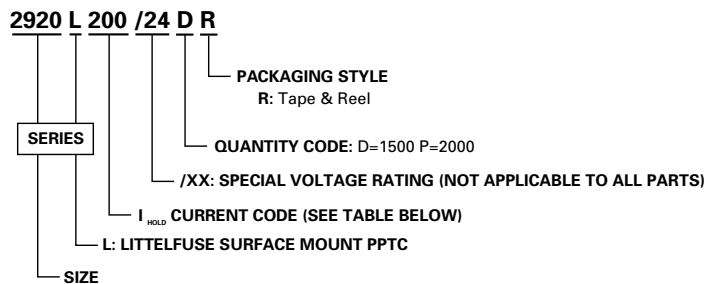 2920 L 200 /24 D R
PACKAGING STYLE
R: Tape & Reel
SERIES
QUANTITY CODE: D=1500 P=2000
/XX: SPECIAL VOLTAGE RATING (NOT APPLICABLE TO ALL PARTS)
I HOLD CURRENT CODE (SEE TABLE BELOW)
L: LITTELFUSE SURFACE MOUNT PPTC
SIZE